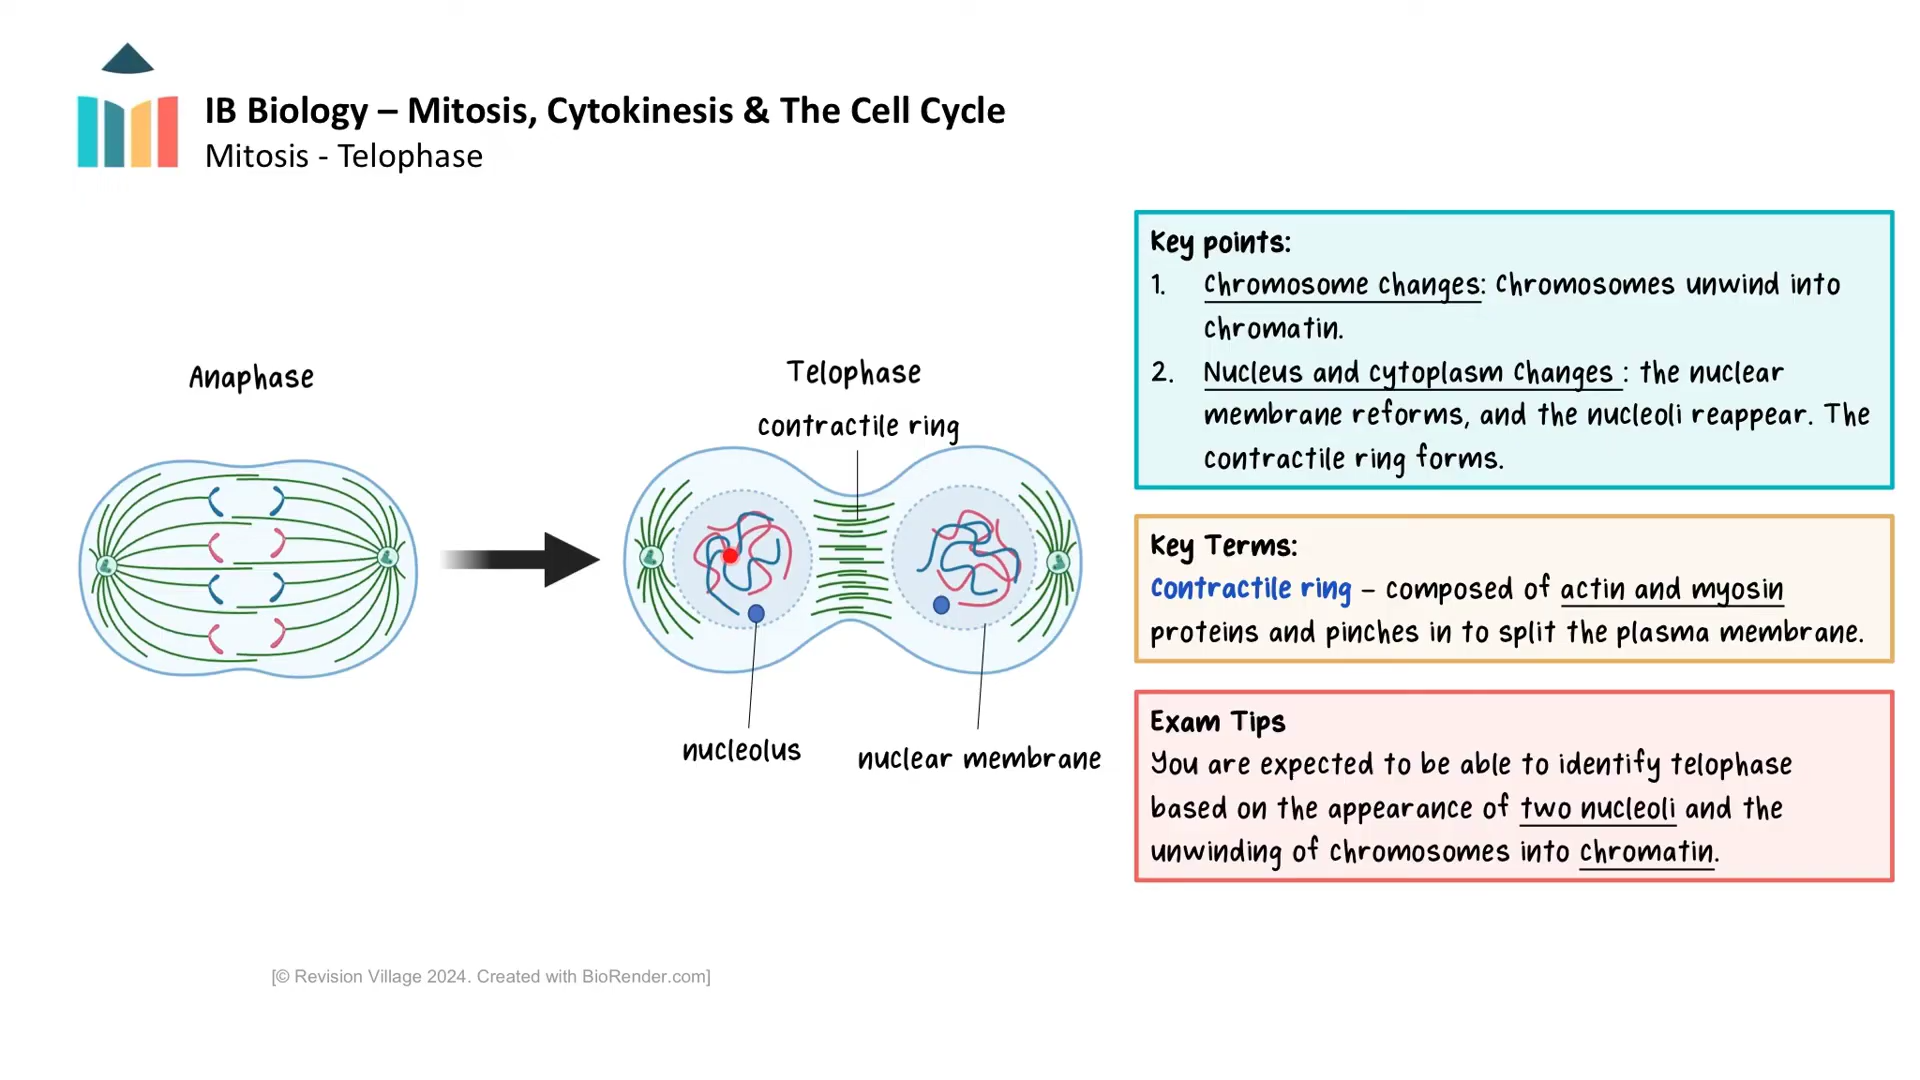 IB Biology – Mitosis, Cytokinesis & The Cell Cycle
Mitosis - Telophase
Anaphase
Telophase
contractile ring
nucleolus
nuclear membrane
Key points:
1. Chromosome changes: Chromosomes unwind into
chromatin.
2. Nucleus and cytoplasm changes : the nuclear
membrane reforms, and the nucleoli reappear. The
contractile ring forms.
Key Terms:
Contractile ring – composed of actin and myosin
proteins and pinches in to split the plasma membrane.
Exam Tips
You are expected to be able to identify telophase
based on the appearance of two nucleoli and the
unwinding of chromosomes into chromatin.
[© Revision Village 2024. Created with BioRender.com]